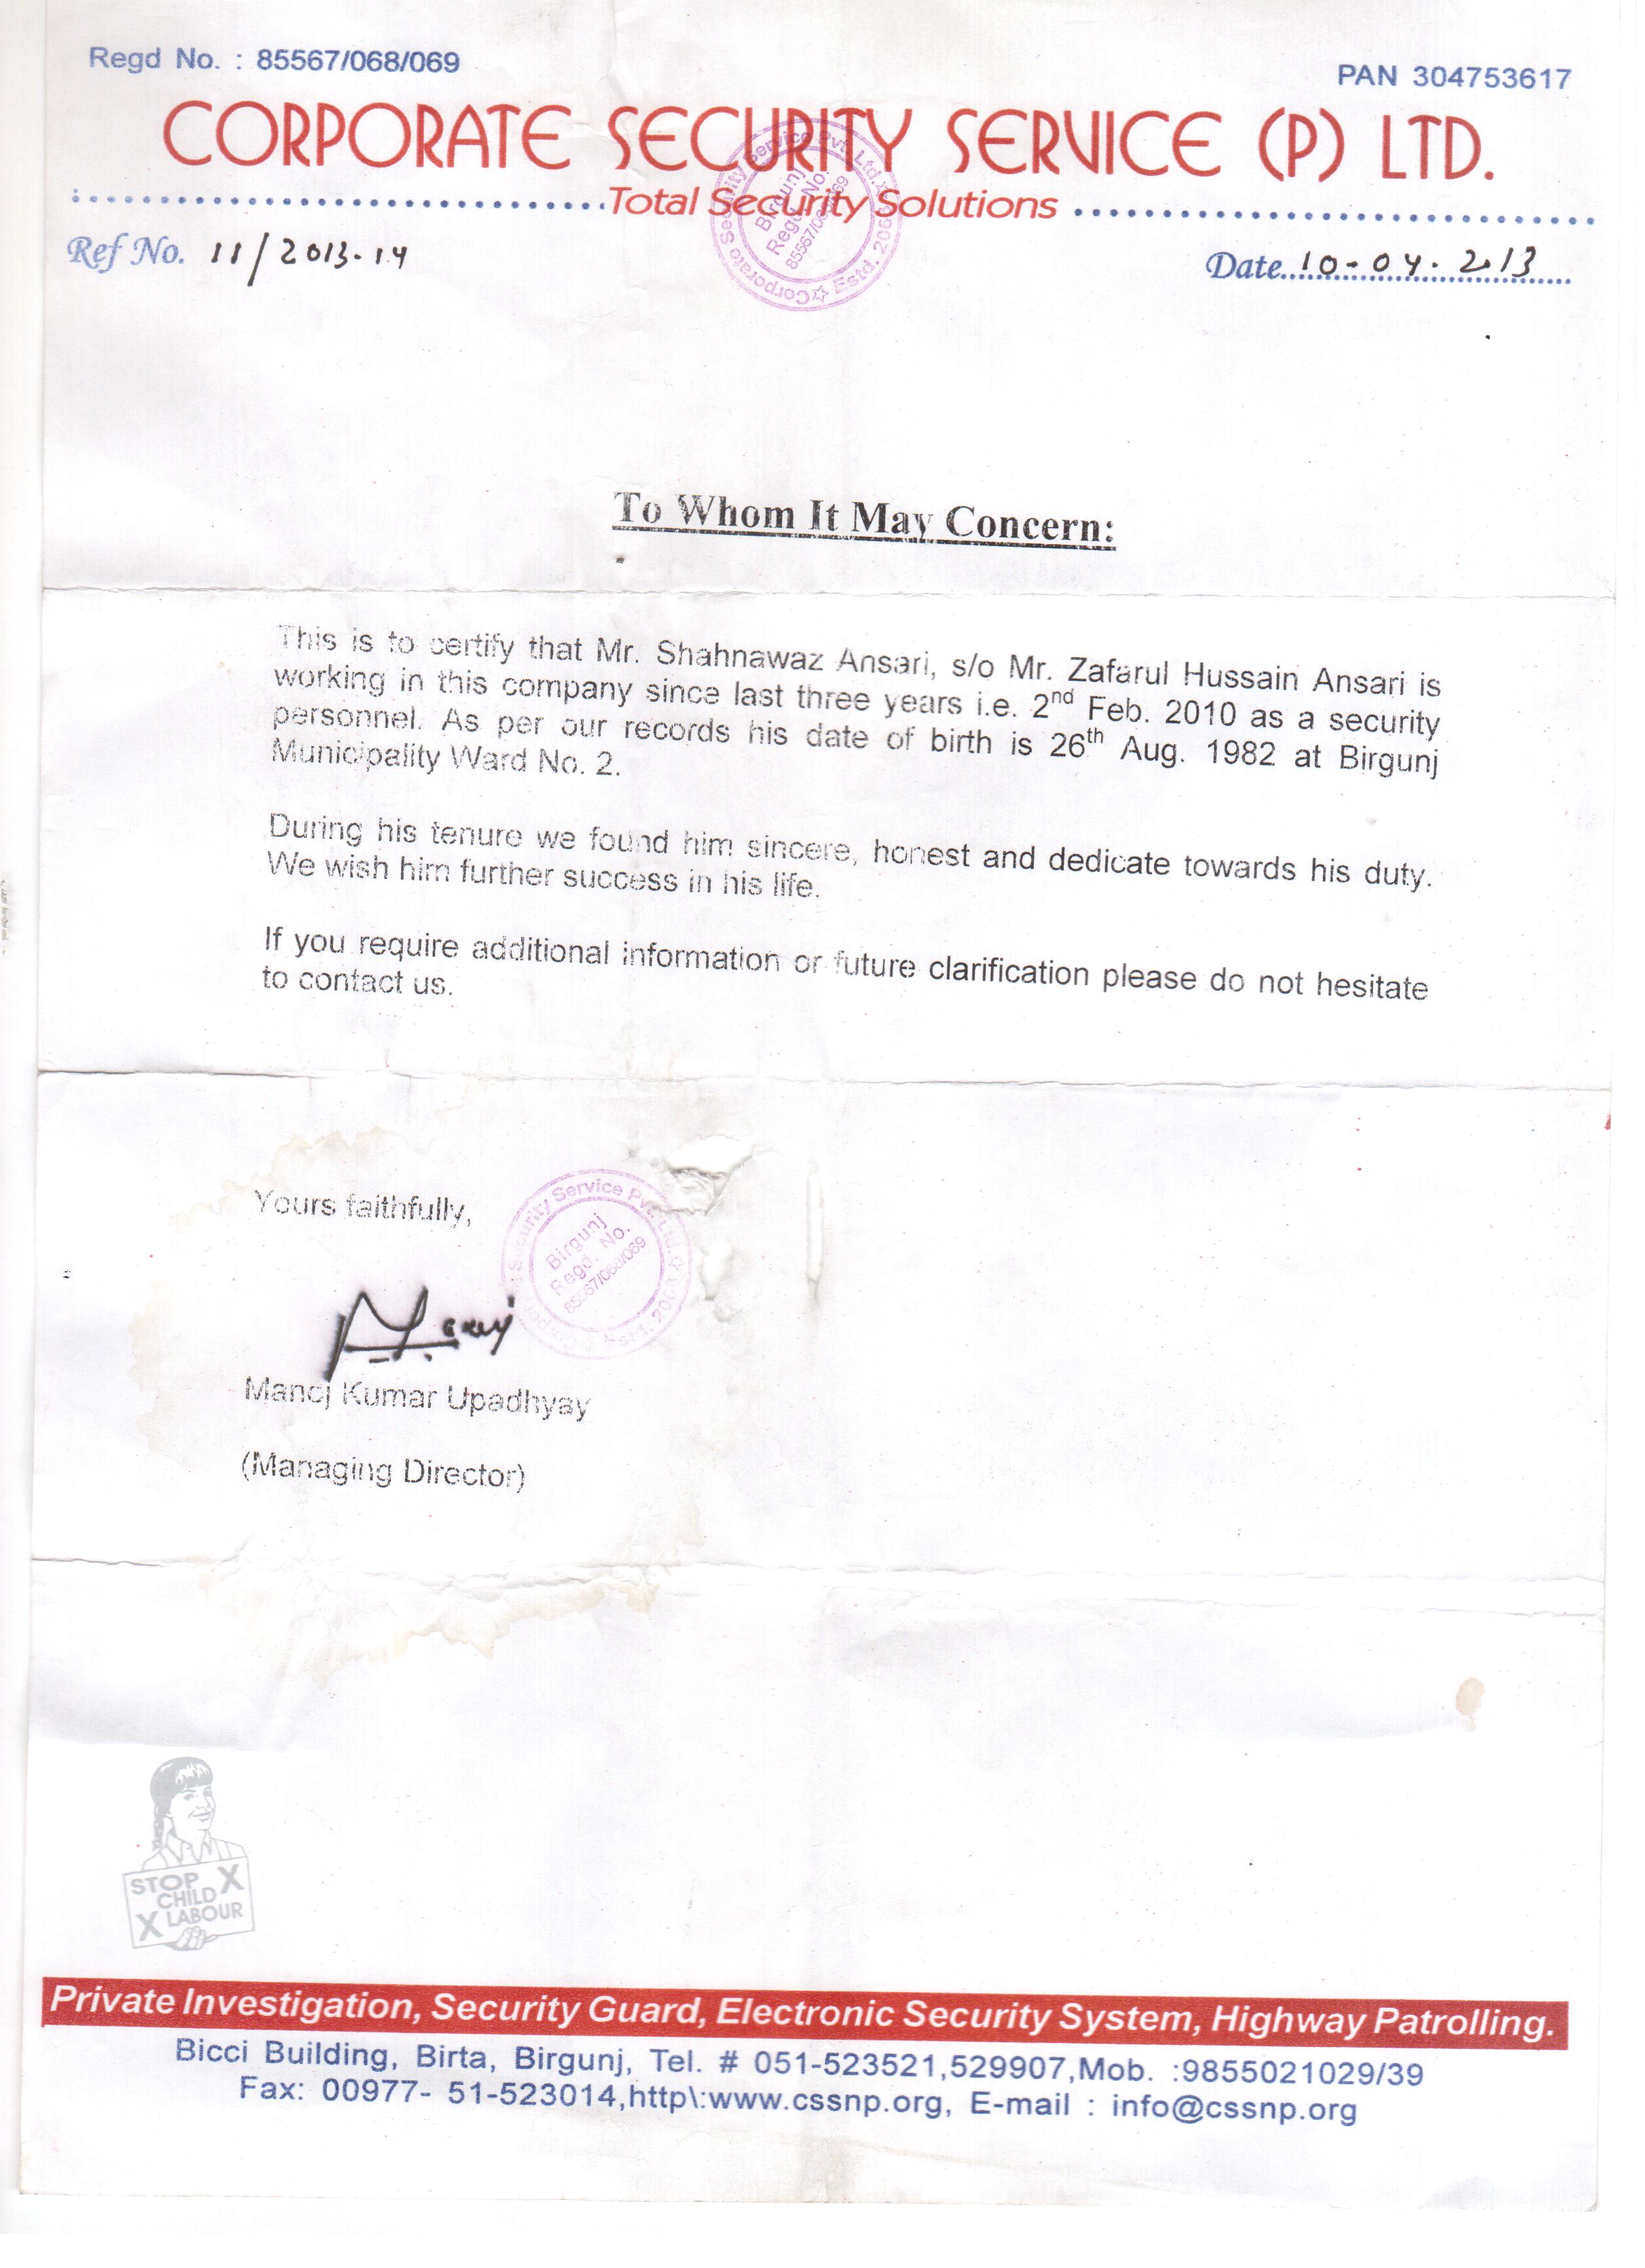 Regd No. : 85567/068/069
PAN 304753617
CORPORATE SECURITY SERVICE (P) LTD.
Total Security Solutions
Corporate Security Service Pvt. Ltd. Estd.
Birgunj
Regd. No.
85567/068/069
Ref No. 11/2013-14
Date 10-04-2013
To Whom It May Concern:
This is to certify that Mr. Shahnawaz Ansari, s/o Mr. Zafarul Hussain Ansari is
working in this company since last three years i.e. 2nd Feb. 2010 as a security
personnel. As per our records his date of birth is 26th Aug. 1982 at Birgunj
Municipality Ward No. 2.
During his tenure we found him sincere, honest and dedicate towards his duty.
We wish him further success in his life.
If you require additional information or future clarification please do not hesitate
to contact us.
Yours faithfully,
Security Service Pvt. Ltd.
Birgunj
Regd. No.
85567/068/069
Manoj
Manoj Kumar Upadhyay
(Managing Director)
STOP X
CHILD
X LABOUR
Private Investigation, Security Guard, Electronic Security System, Highway Patrolling.
Bicci Building, Birta, Birgunj, Tel. # 051-523521,529907,Mob. :9855021029/39
Fax: 00977- 51-523014,http\:www.cssnp.org, E-mail : info@cssnp.org